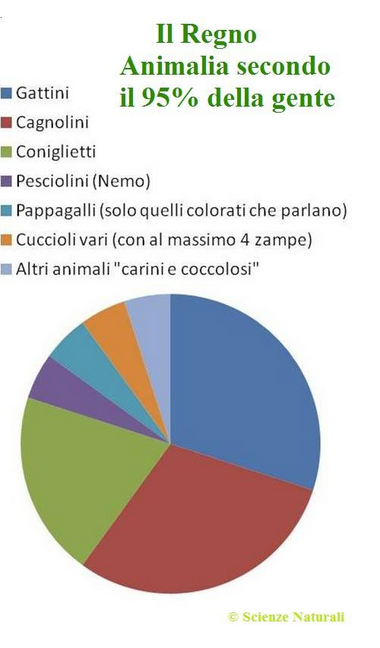 Il Regno
Animalia secondo
il 95% della gente
Gattini
Cagnolini
Coniglietti
Pesciolini (Nemo)
Pappagalli (solo quelli colorati che parlano)
Cuccioli vari (con al massimo 4 zampe)
Altri animali "carini e coccolosi"
© Scienze Naturali